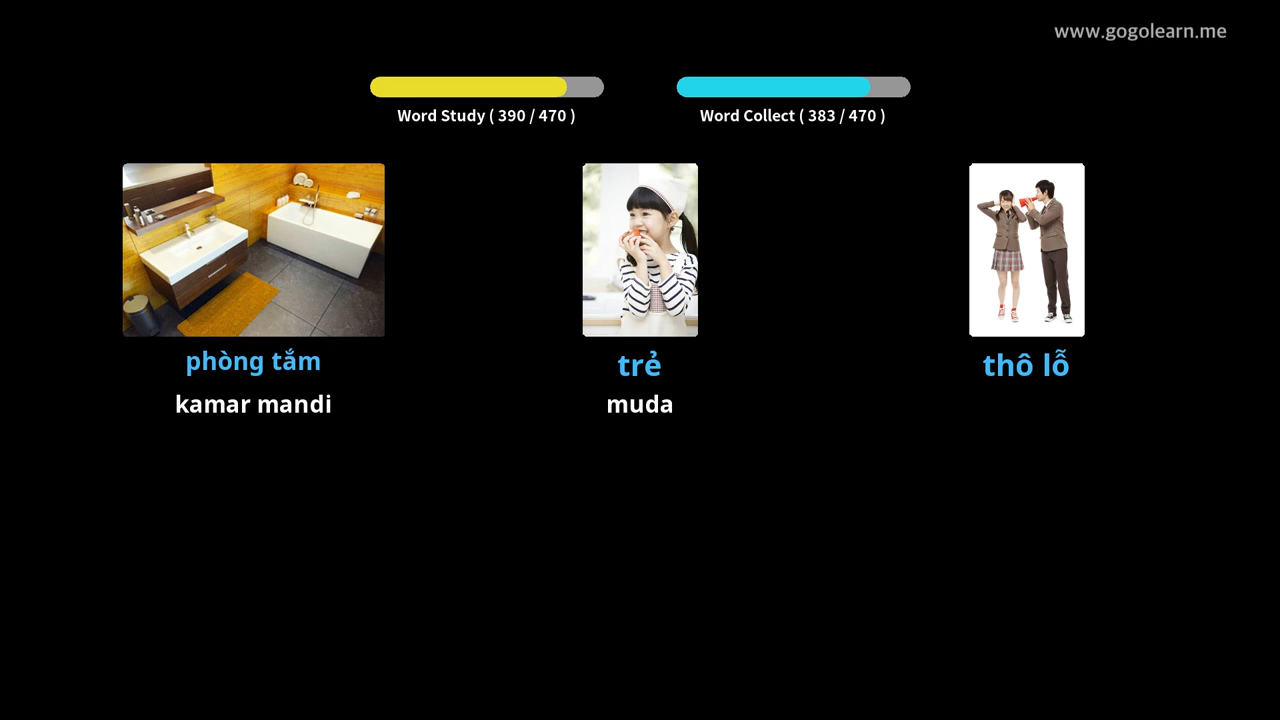 www.gogolearn.me
Word Study ( 390 / 470 )
Word Collect ( 383 / 470 )
phòng tắm
trẻ
thô lỗ
kamar mandi
muda